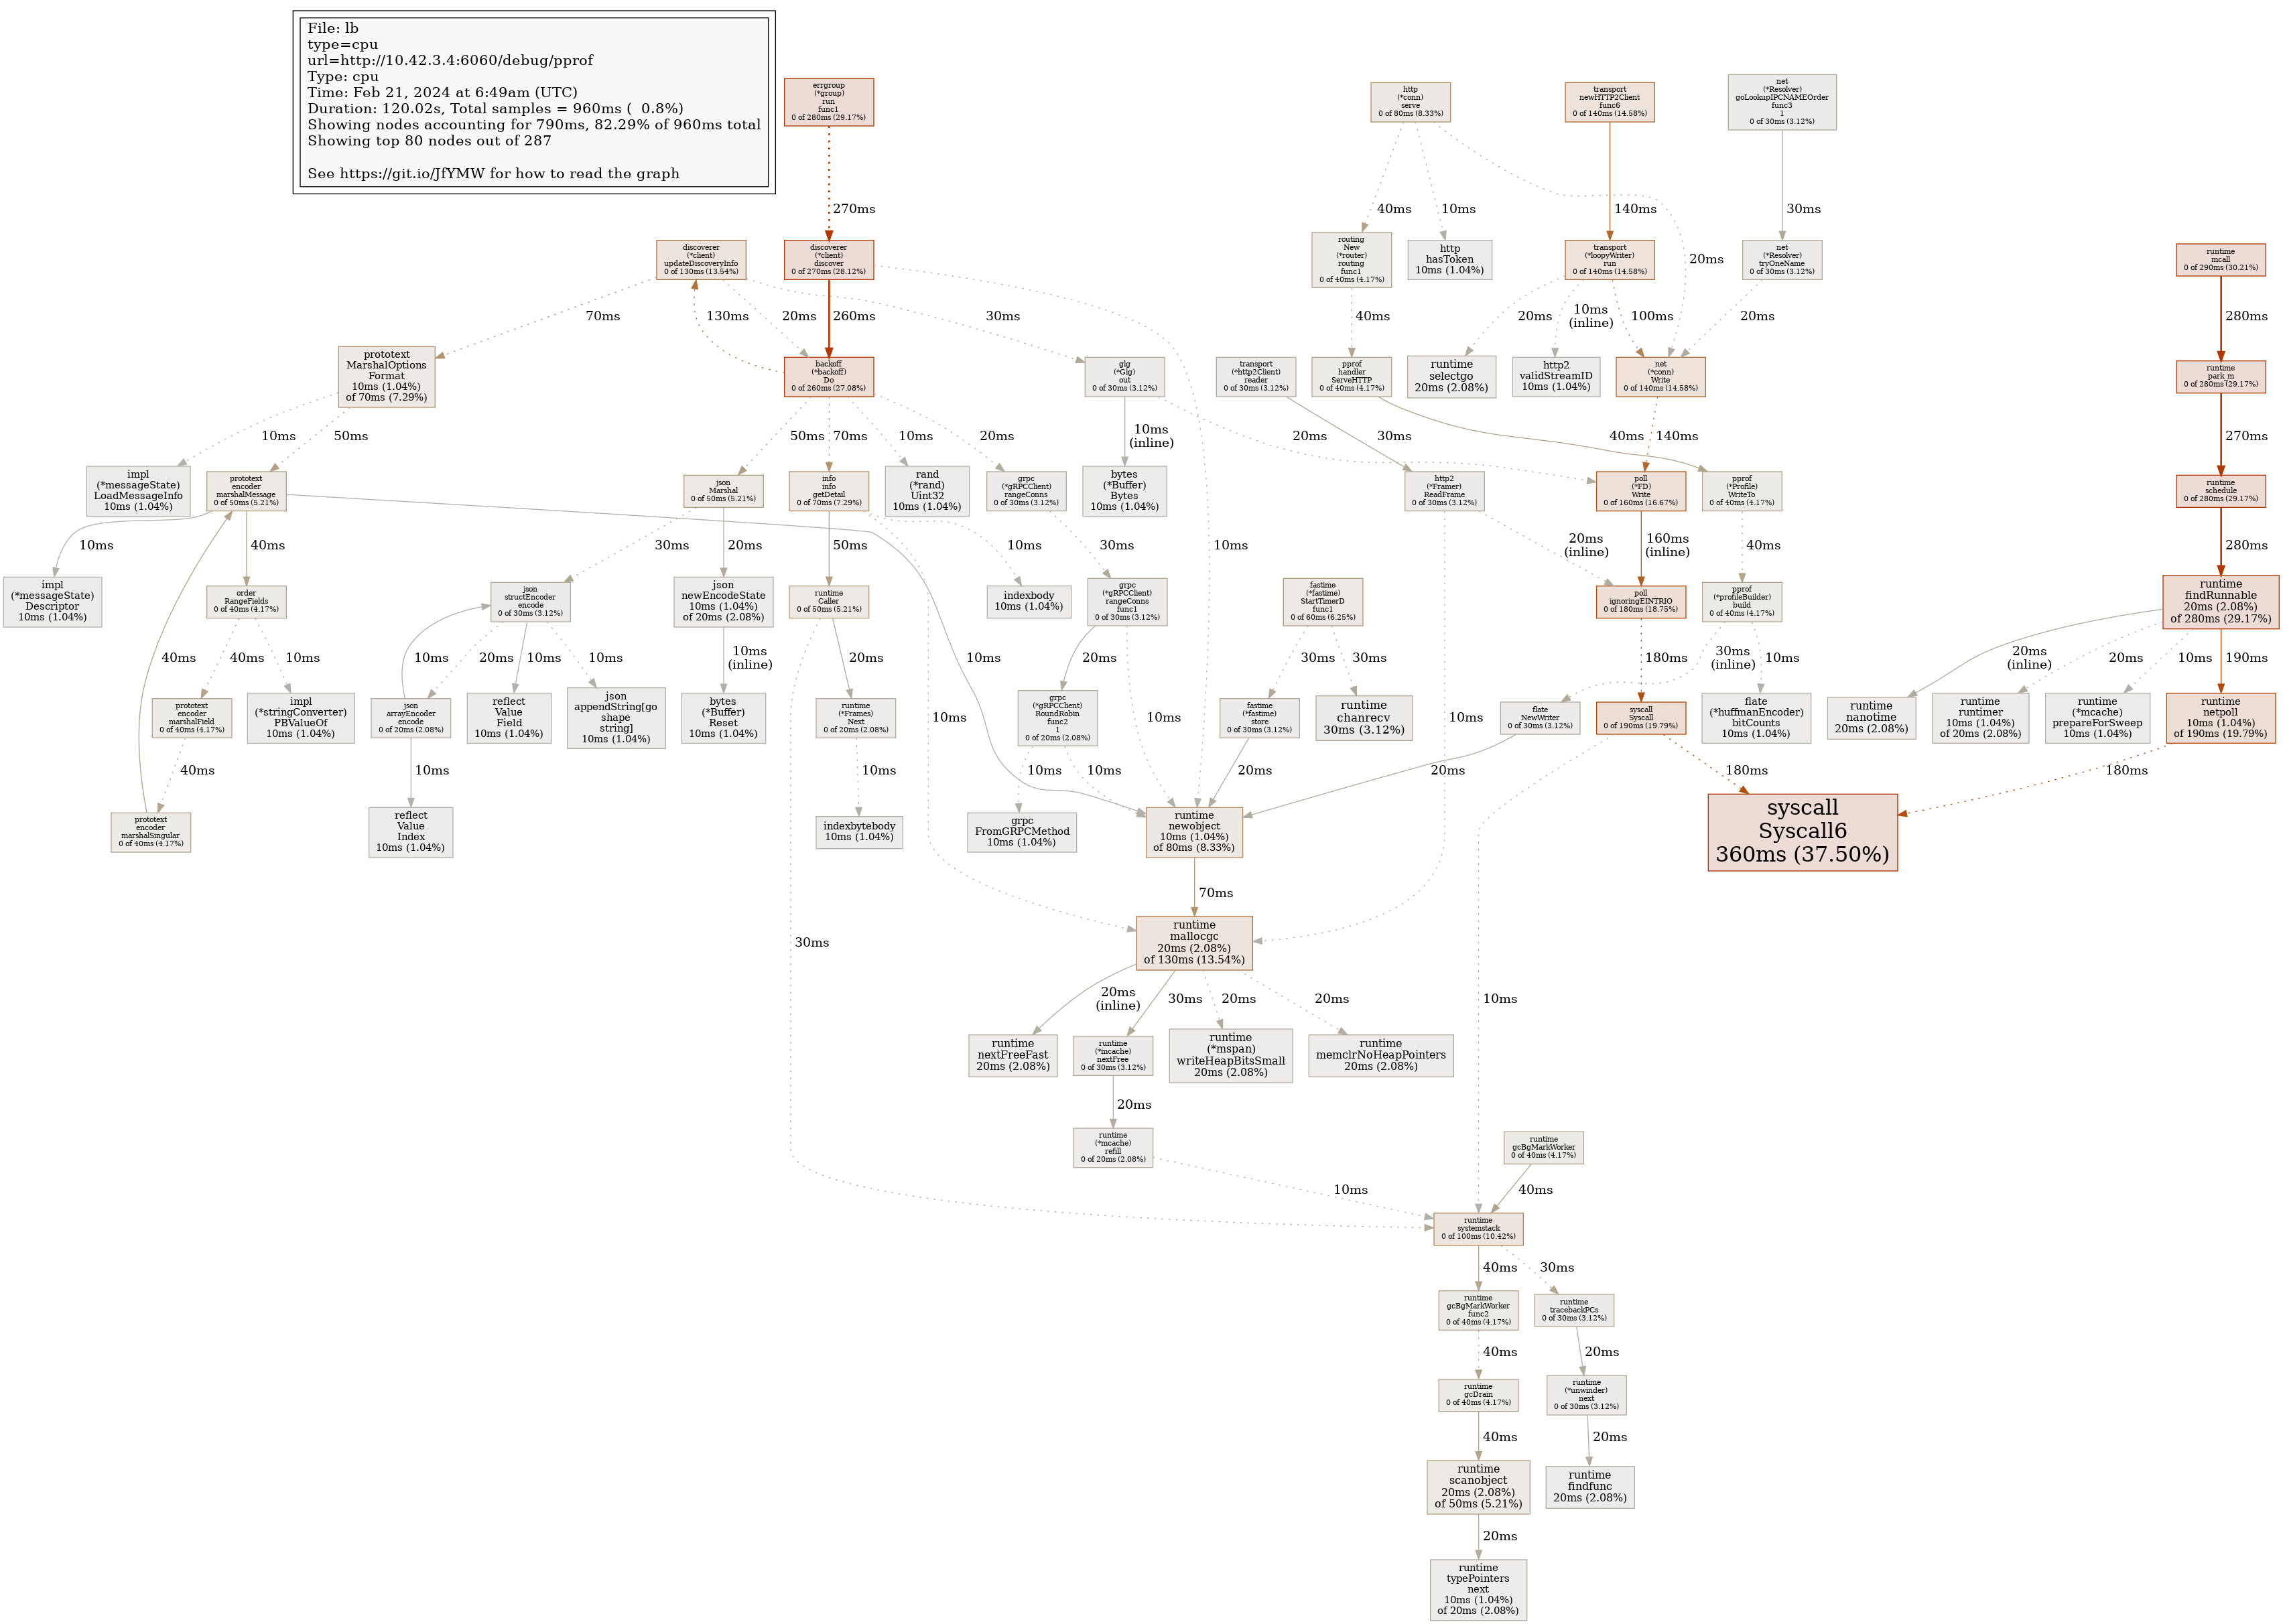 File: lb
type=cpu
url=http://10.42.3.4:6060/debug/pprof
Type: cpu
Time: Feb 21, 2024 at 6:49am (UTC)
Duration: 120.02s, Total samples = 960ms ( 0.8%)
Showing nodes accounting for 790ms, 82.29% of 960ms total
Showing top 80 nodes out of 287
See https://git.io/JfYMW for how to read the graph
errgroup
(*group)
run
func1
0 of 280ms (29.17%)
http
(*conn)
serve
0 of 80ms (8.33%)
transport
newHTTP2Client
func6
0 of 140ms (14.58%)
net
(*Resolver)
goLookupIPCNAMEOrder
func3
1
0 of 30ms (3.12%)
270ms
40ms
10ms
20ms
140ms
30ms
discoverer
(*client)
updateDiscoveryInfo
0 of 130ms (13.54%)
discoverer
(*client)
discover
0 of 270ms (28.12%)
routing
New
(*router)
routing
func1
0 of 40ms (4.17%)
http
hasToken
10ms (1.04%)
transport
(*loopyWriter)
run
0 of 140ms (14.58%)
net
(*Resolver)
tryOneName
0 of 30ms (3.12%)
runtime
mcall
0 of 290ms (30.21%)
70ms
130ms
20ms
260ms
30ms
40ms
20ms
10ms
(inline)
100ms
20ms
280ms
prototext
MarshalOptions
Format
10ms (1.04%)
of 70ms (7.29%)
backoff
(*backoff)
Do
0 of 260ms (27.08%)
glg
(*Glg)
out
0 of 30ms (3.12%)
transport
(*http2Client)
reader
0 of 30ms (3.12%)
pprof
handler
ServeHTTP
0 of 40ms (4.17%)
runtime
selectgo
20ms (2.08%)
http2
validStreamID
10ms (1.04%)
net
(*conn)
Write
0 of 140ms (14.58%)
runtime
park_m
0 of 280ms (29.17%)
10ms
50ms
50ms
70ms
10ms
20ms
10ms
(inline)
20ms
30ms
40ms
140ms
270ms
impl
(*messageState)
LoadMessageInfo
10ms (1.04%)
prototext
encoder
marshalMessage
0 of 50ms (5.21%)
json
Marshal
0 of 50ms (5.21%)
info
info
getDetail
0 of 70ms (7.29%)
rand
(*rand)
Uint32
10ms (1.04%)
grpc
(*gRPCClient)
rangeConns
0 of 30ms (3.12%)
bytes
(*Buffer)
Bytes
10ms (1.04%)
http2
(*Framer)
ReadFrame
0 of 30ms (3.12%)
poll
(*FD)
Write
0 of 160ms (16.67%)
pprof
(*Profile)
WriteTo
0 of 40ms (4.17%)
runtime
schedule
0 of 280ms (29.17%)
10ms
40ms
30ms
20ms
50ms
10ms
30ms
10ms
20ms
(inline)
160ms
(inline)
40ms
280ms
impl
(*messageState)
Descriptor
10ms (1.04%)
order
RangeFields
0 of 40ms (4.17%)
json
structEncoder
encode
0 of 30ms (3.12%)
json
newEncodeState
10ms (1.04%)
of 20ms (2.08%)
runtime
Caller
0 of 50ms (5.21%)
indexbody
10ms (1.04%)
grpc
(*gRPCClient)
rangeConns
func1
0 of 30ms (3.12%)
fastime
(*fastime)
StartTimerD
func1
0 of 60ms (6.25%)
poll
ignoringEINTRIO
0 of 180ms (18.75%)
pprof
(*profileBuilder)
build
0 of 40ms (4.17%)
runtime
findRunnable
20ms (2.08%)
of 280ms (29.17%)
40ms
40ms
10ms
10ms
20ms
10ms
10ms
10ms
(inline)
20ms
10ms
20ms
30ms
30ms
180ms
30ms
(inline)
10ms
20ms
(inline)
20ms
10ms
190ms
prototext
encoder
marshalField
0 of 40ms (4.17%)
impl
(*stringConverter)
PBValueOf
10ms (1.04%)
json
arrayEncoder
encode
0 of 20ms (2.08%)
reflect
Value
Field
10ms (1.04%)
json
appendString[go
shape
string]
10ms (1.04%)
bytes
(*Buffer)
Reset
10ms (1.04%)
runtime
(*Frames)
Next
0 of 20ms (2.08%)
10ms
grpc
(*gRPCClient)
RoundRobin
func2
1
0 of 20ms (2.08%)
10ms
fastime
(*fastime)
store
0 of 30ms (3.12%)
runtime
chanrecv
30ms (3.12%)
10ms
flate
NewWriter
0 of 30ms (3.12%)
syscall
Syscall
0 of 190ms (19.79%)
flate
(*huffmanEncoder)
bitCounts
10ms (1.04%)
runtime
nanotime
20ms (2.08%)
runtime
runtimer
10ms (1.04%)
of 20ms (2.08%)
runtime
(*mcache)
prepareForSweep
10ms (1.04%)
runtime
netpoll
10ms (1.04%)
of 190ms (19.79%)
40ms
10ms
10ms
10ms
10ms
20ms
20ms
180ms
180ms
prototext
encoder
marshalSingular
0 of 40ms (4.17%)
reflect
Value
Index
10ms (1.04%)
indexbytebody
10ms (1.04%)
grpc
FromGRPCMethod
10ms (1.04%)
runtime
newobject
10ms (1.04%)
of 80ms (8.33%)
syscall
Syscall6
360ms (37.50%)
70ms
30ms
runtime
mallocgc
20ms (2.08%)
of 130ms (13.54%)
20ms
(inline)
30ms
20ms
20ms
10ms
runtime
nextFreeFast
20ms (2.08%)
runtime
(*mcache)
nextFree
0 of 30ms (3.12%)
runtime
(*mspan)
writeHeapBitsSmall
20ms (2.08%)
runtime
memclrNoHeapPointers
20ms (2.08%)
20ms
runtime
(*mcache)
refill
0 of 20ms (2.08%)
runtime
gcBgMarkWorker
0 of 40ms (4.17%)
10ms
40ms
runtime
systemstack
0 of 100ms (10.42%)
40ms
30ms
runtime
gcBgMarkWorker
func2
0 of 40ms (4.17%)
runtime
tracebackPCs
0 of 30ms (3.12%)
40ms
20ms
runtime
gcDrain
0 of 40ms (4.17%)
runtime
(*unwinder)
next
0 of 30ms (3.12%)
40ms
20ms
runtime
scanobject
20ms (2.08%)
of 50ms (5.21%)
runtime
findfunc
20ms (2.08%)
20ms
runtime
typePointers
next
10ms (1.04%)
of 20ms (2.08%)